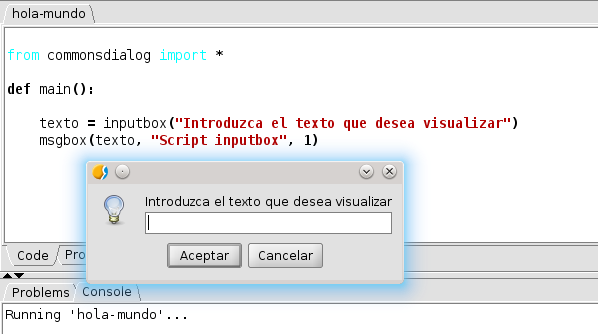 hola-mundo
from commonsdialog import *
def main():
texto = inputbox("Introduzca el texto que desea visualizar")
msgbox(texto, "Script inputbox", 1)
Introduzca el texto que desea visualizar
Aceptar Cancelar
Code
Problems Console
Running 'hola-mundo'...